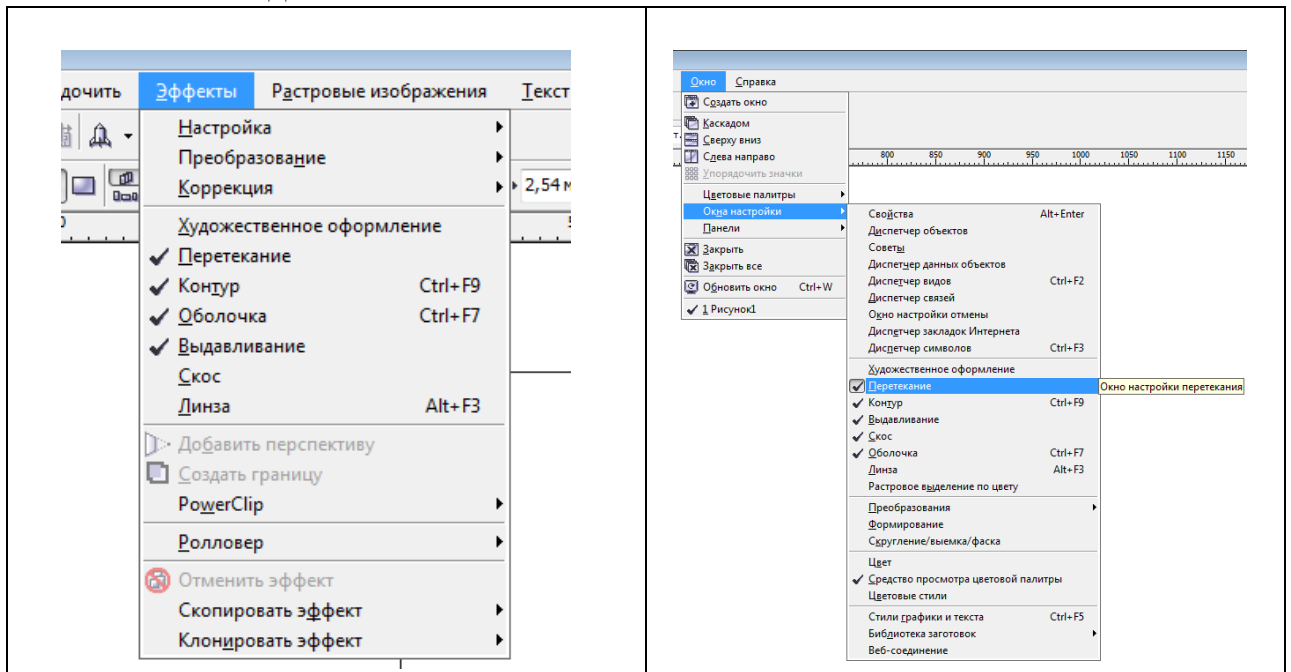 дочить Эффекты Растровые изображения Текст
Настройка
Преобразование
2,54 м
Коррекция
Художественное оформление
Перетекание
Контур Ctrl+F9
Оболочка Ctrl+F7
Выдавливание
Скос
Линза Alt+F3
Добавить перспективу
Создать границу
PowerClip
Ролловер
Отменить эффект
Скопировать эффект
Клонировать эффект
Окно Справка
Создать окно
Каскадом
Сверху вниз
Слева направо
800 850 900 950 1000 1050 1100 1150
Упорядочить значки
Цветовые палитры
Окна настройки
Панели
Закрыть
Закрыть все
Обновить окно Ctrl+W
1 Рисунок1
Свойства Alt+Enter
Диспетчер объектов
Советы
Диспетчер данных объектов
Диспетчер видов Ctrl+F2
Диспетчер связей
Окно настройки отмены
Диспетчер закладок Интернета
Диспетчер символов Ctrl+F3
Художественное оформление
Перетекание
Окно настройки перетекания
Контур Ctrl+F9
Выдавливание
Скос
Оболочка Ctrl+F7
Линза Alt+F3
Растровое выделение по цвету
Преобразования
Формирование
Скругление/выемка/фаска
Цвет
Средство просмотра цветовой палитры
Цветовые стили
Стили графики и текста Ctrl+F5
Библиотека заготовок
Веб-соединение